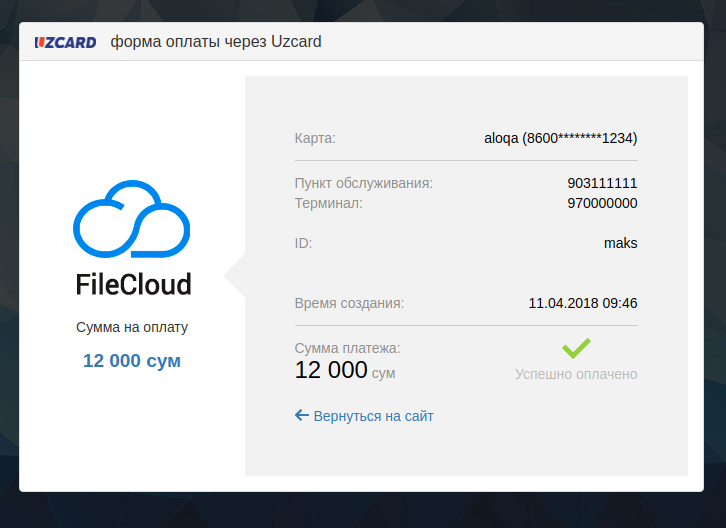 UZCARD форма оплаты через Uzcard
FileCloud
Сумма на оплату
12 000 сум
Карта: aloqa (8600********1234)
Пункт обслуживания: 903111111
Терминал: 970000000
ID: maks
Время создания: 11.04.2018 09:46
Сумма платежа:
12 000 сум
Успешно оплачено
Вернуться на сайт